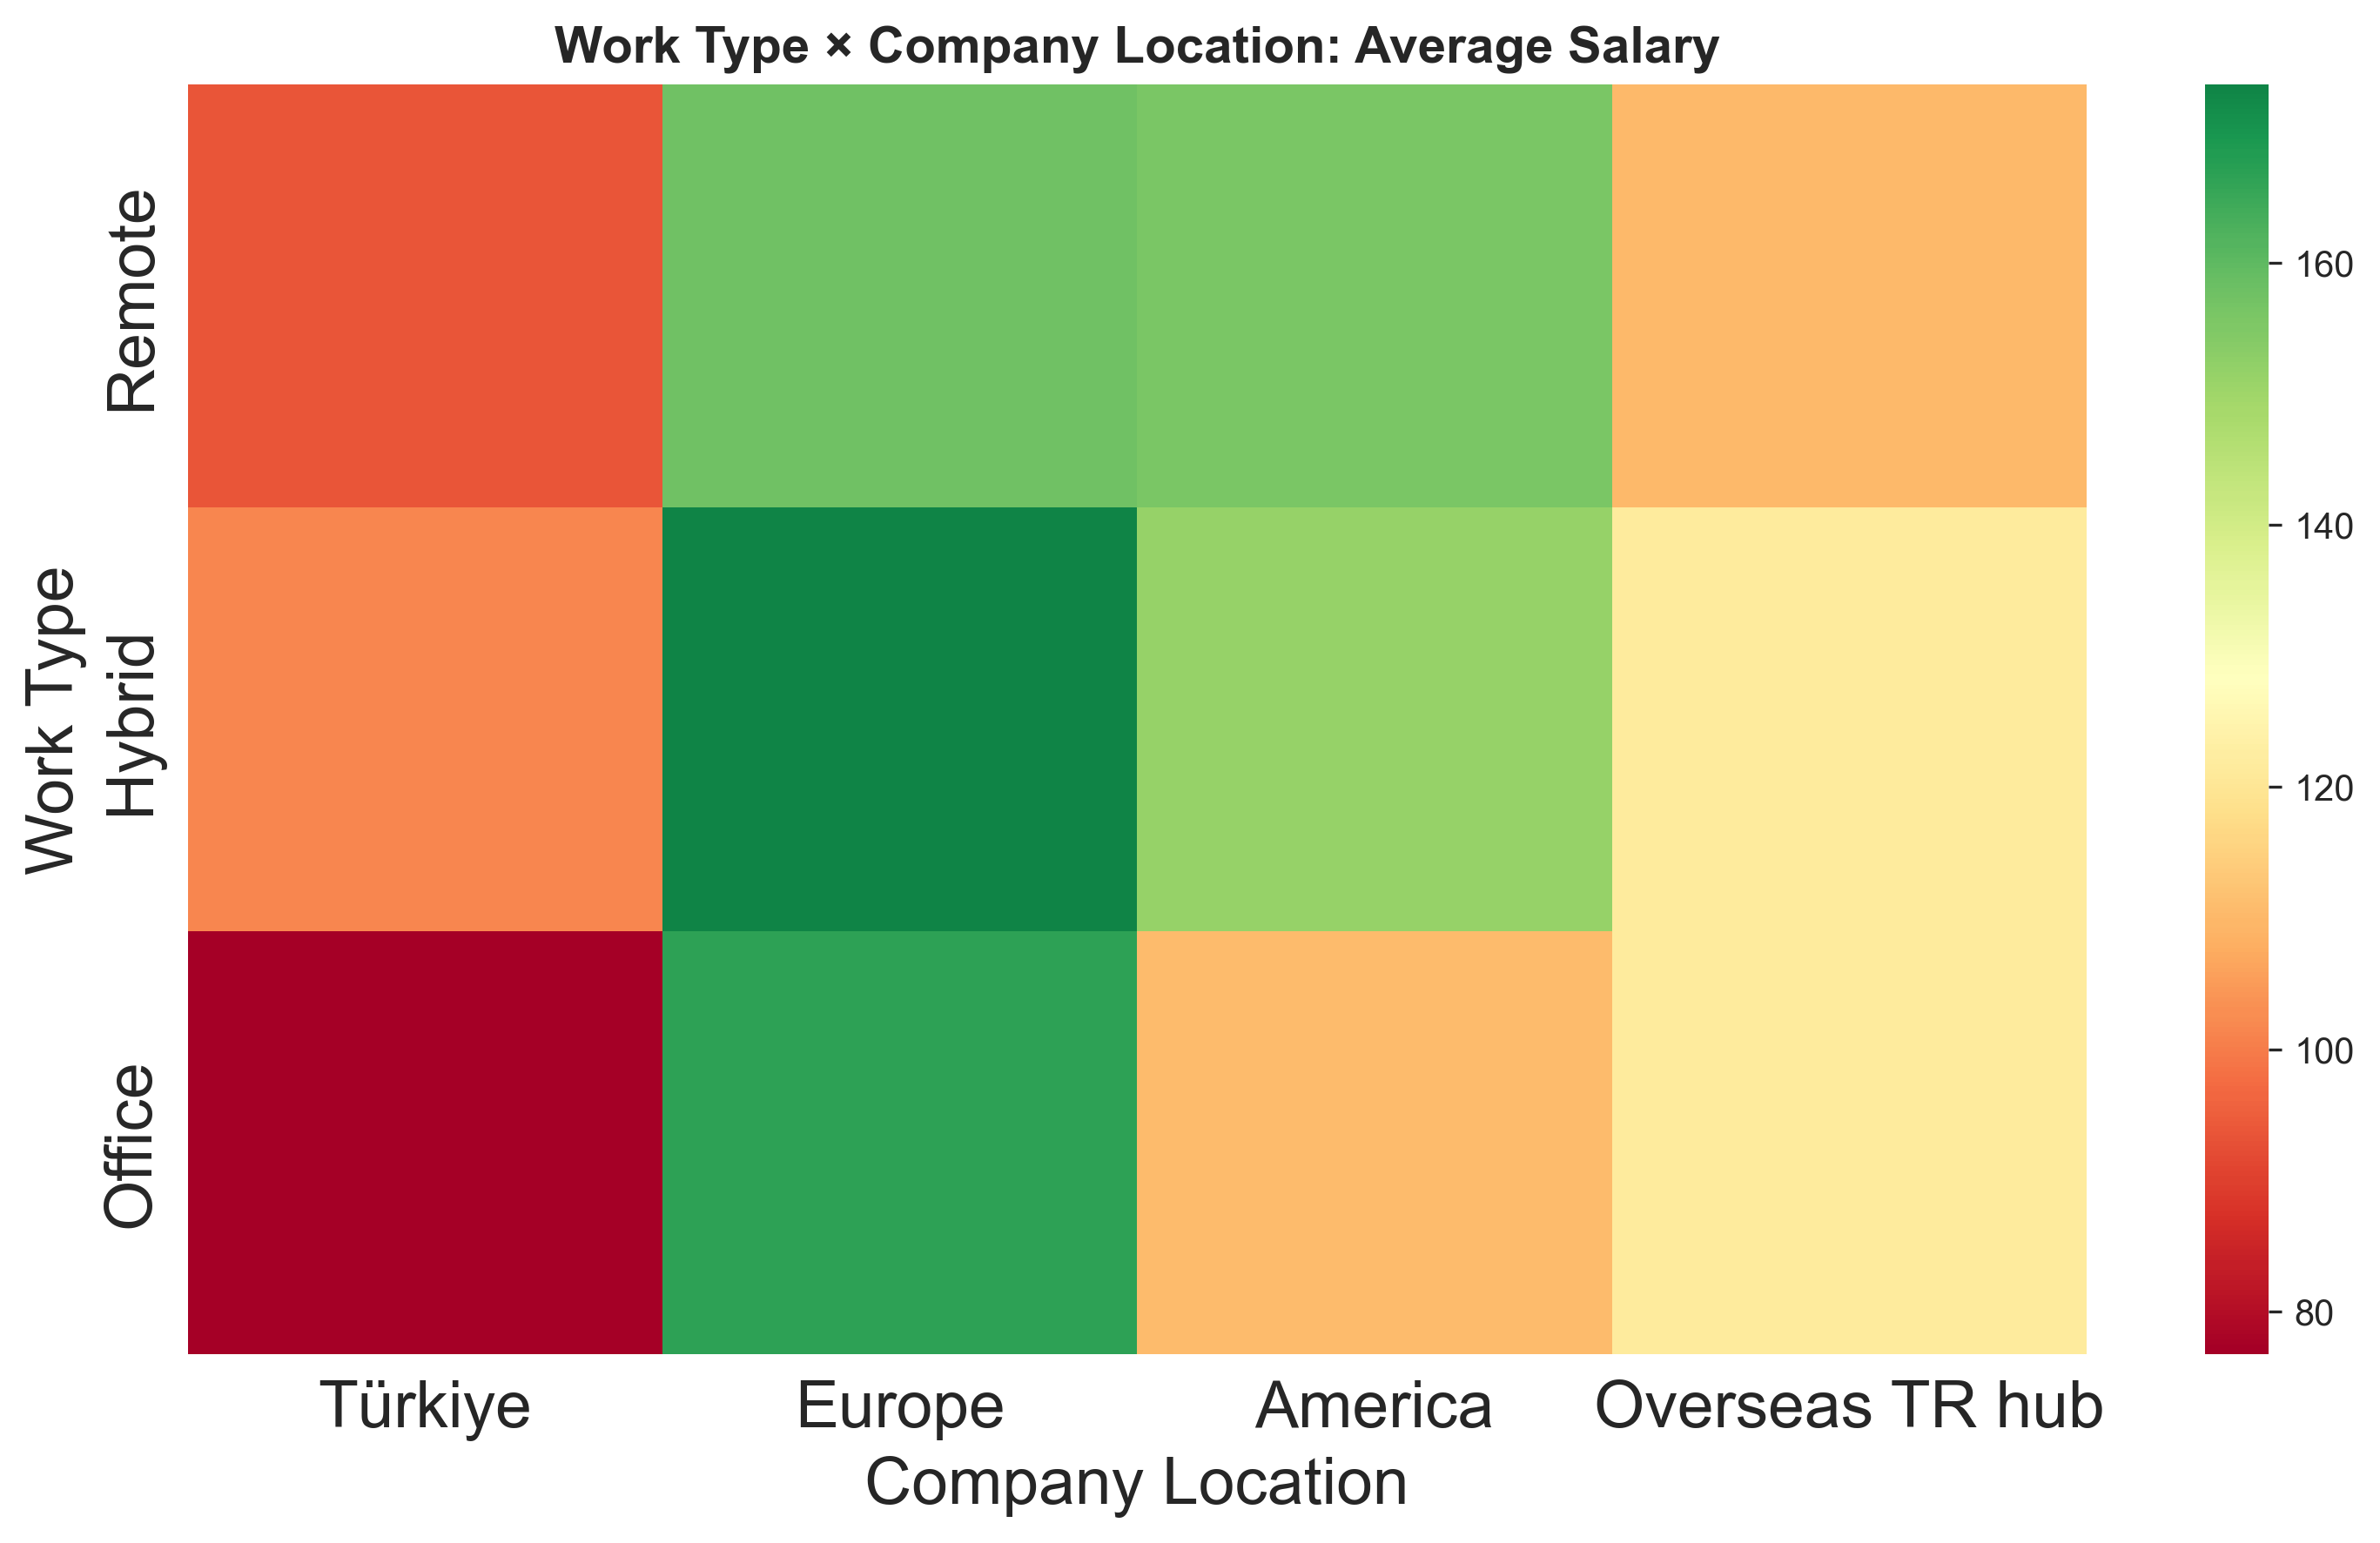 Work Type × Company Location: Average Salary
Work Type
Remote
Hybrid
Office
Türkiye
Europe
America
Overseas TR hub
Company Location
160
140
120
100
80